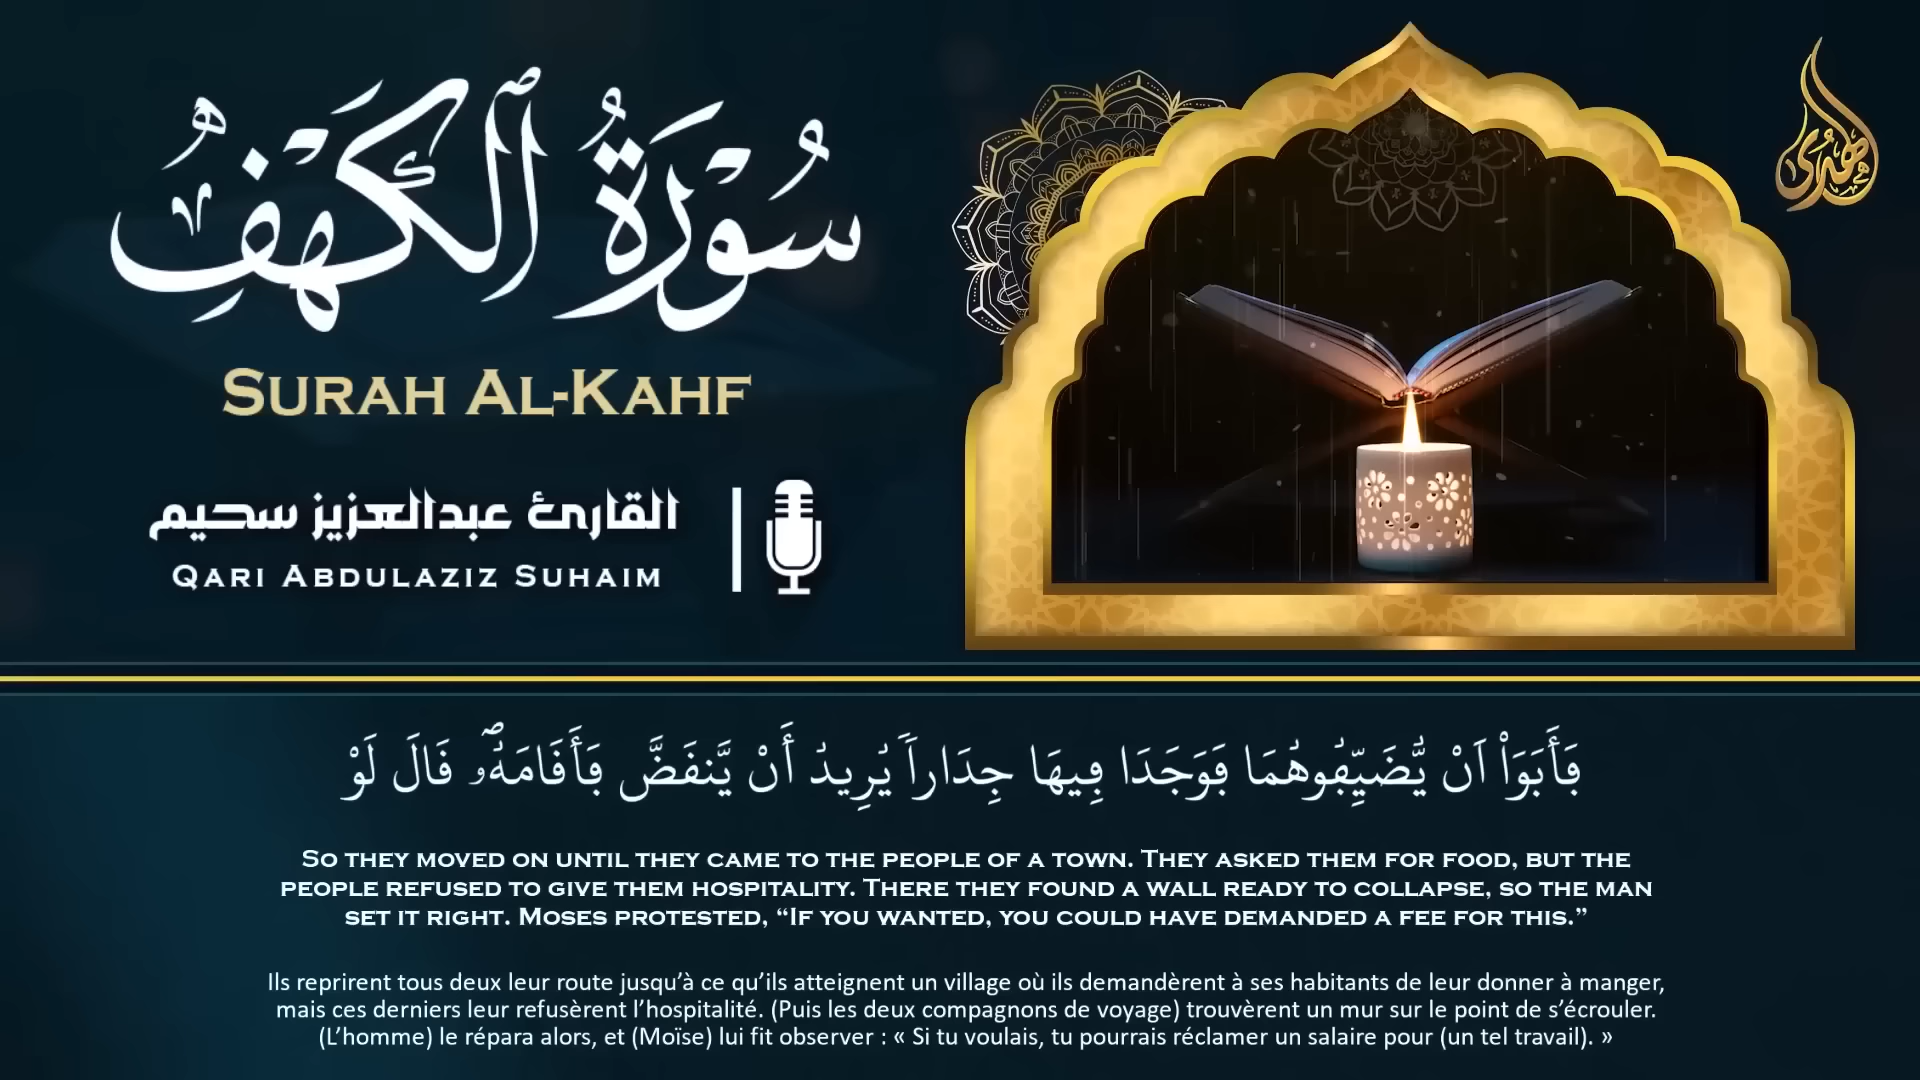 سُورَةُ ٱلْكَهْفِ
SURAH AL-KAHF
القارئ عبدالعزيز سحيم
QARI ABDULAZIZ SUHAIM
الهدى
فَأَبَوَاْ اَنْ يُّضَيِّفُوهُمَا فَوَجَدَا فِيهَا جِدَاراٗ يُرِيدُ أَنْ يَّنفَضَّ فَأَقَامَهُۥۖ قَالَ لَوْ
SO THEY MOVED ON UNTIL THEY CAME TO THE PEOPLE OF A TOWN. THEY ASKED THEM FOR FOOD, BUT THE
PEOPLE REFUSED TO GIVE THEM HOSPITALITY. THERE THEY FOUND A WALL READY TO COLLAPSE, SO THE MAN
SET IT RIGHT. MOSES PROTESTED, “IF YOU WANTED, YOU COULD HAVE DEMANDED A FEE FOR THIS.”
Ils reprirent tous deux leur route jusqu’à ce qu’ils atteignent un village où ils demandèrent à ses habitants de leur donner à manger,
mais ces derniers leur refusèrent l’hospitalité. (Puis les deux compagnons de voyage) trouvèrent un mur sur le point de s’écrouler.
(L’homme) le répara alors, et (Moïse) lui fit observer : « Si tu voulais, tu pourrais réclamer un salaire pour (un tel travail). »